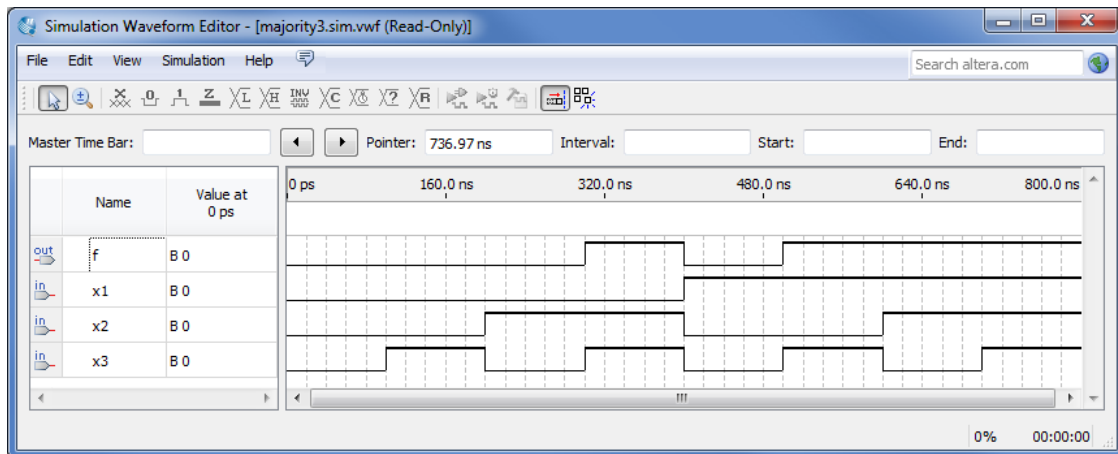 Simulation Waveform Editor - [majority3.sim.vwf (Read-Only)]
File Edit View Simulation Help Search altera.com
Master Time Bar: Pointer: 736.97 ns Interval: Start: End:
Name Value at 0 ps 0 ps 160.0 ns 320.0 ns 480.0 ns 640.0 ns 800.0 ns
out f B 0
in x1 B 0
in x2 B 0
in x3 B 0
0% 00:00:00